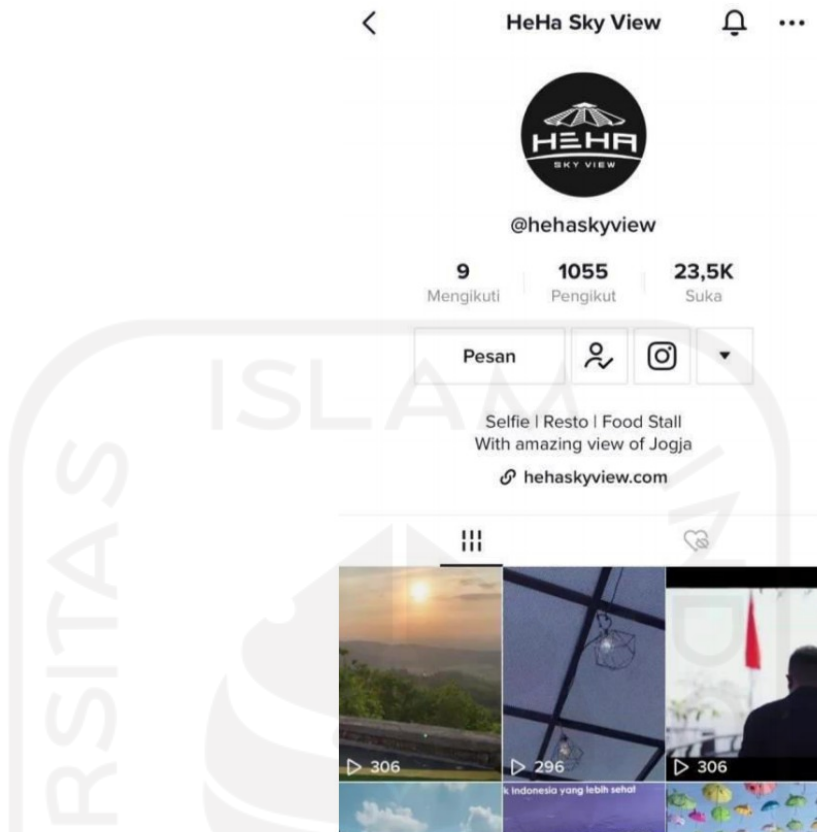 HeHa Sky View
HEHA
SKY VIEW
@hehaskyview
9 1055 23,5K
Mengikuti Pengikut Suka
Pesan
Selfie | Resto | Food Stall
With amazing view of Jogja
hehaskyview.com
306 296 306
k Indonesia yang lebih sehat
ISLAM